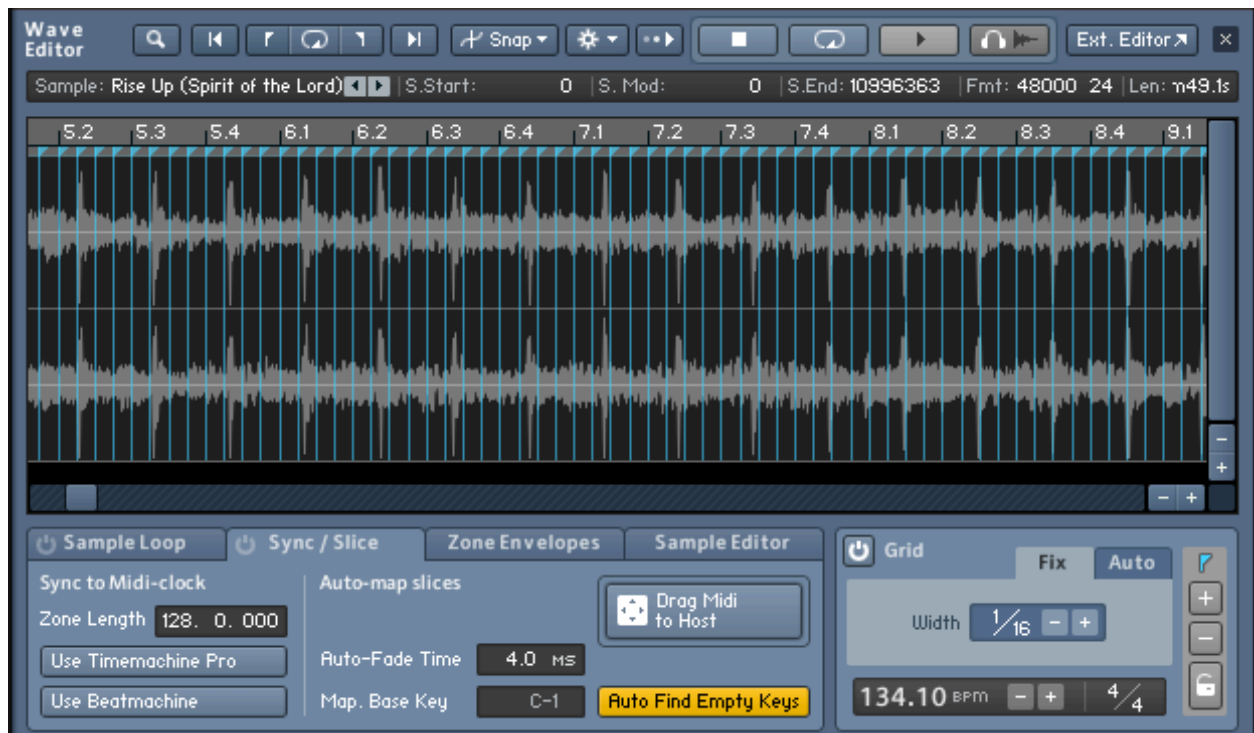 Wave Editor
Snap
Ext. Editor
Sample: Rise Up (Spirit of the Lord) S.Start: 0 S. Mod: 0 S.End: 10996363 Fmt: 48000 24 Len: m49.1s
5.2 5.3 5.4 6.1 6.2 6.3 6.4 7.1 7.2 7.3 7.4 8.1 8.2 8.3 8.4 9.1
Sample Loop Sync / Slice Zone Envelopes Sample Editor
Sync to Midi-clock
Zone Length 128. 0. 000
Use Timemachine Pro
Use Beatmachine
Auto-map slices
Drag Midi
to Host
Auto-Fade Time 4.0 ms
Map. Base Key C-1 Auto Find Empty Keys
Grid
Fix Auto
Width 1/16 - +
134.10 BPM - + 4/4